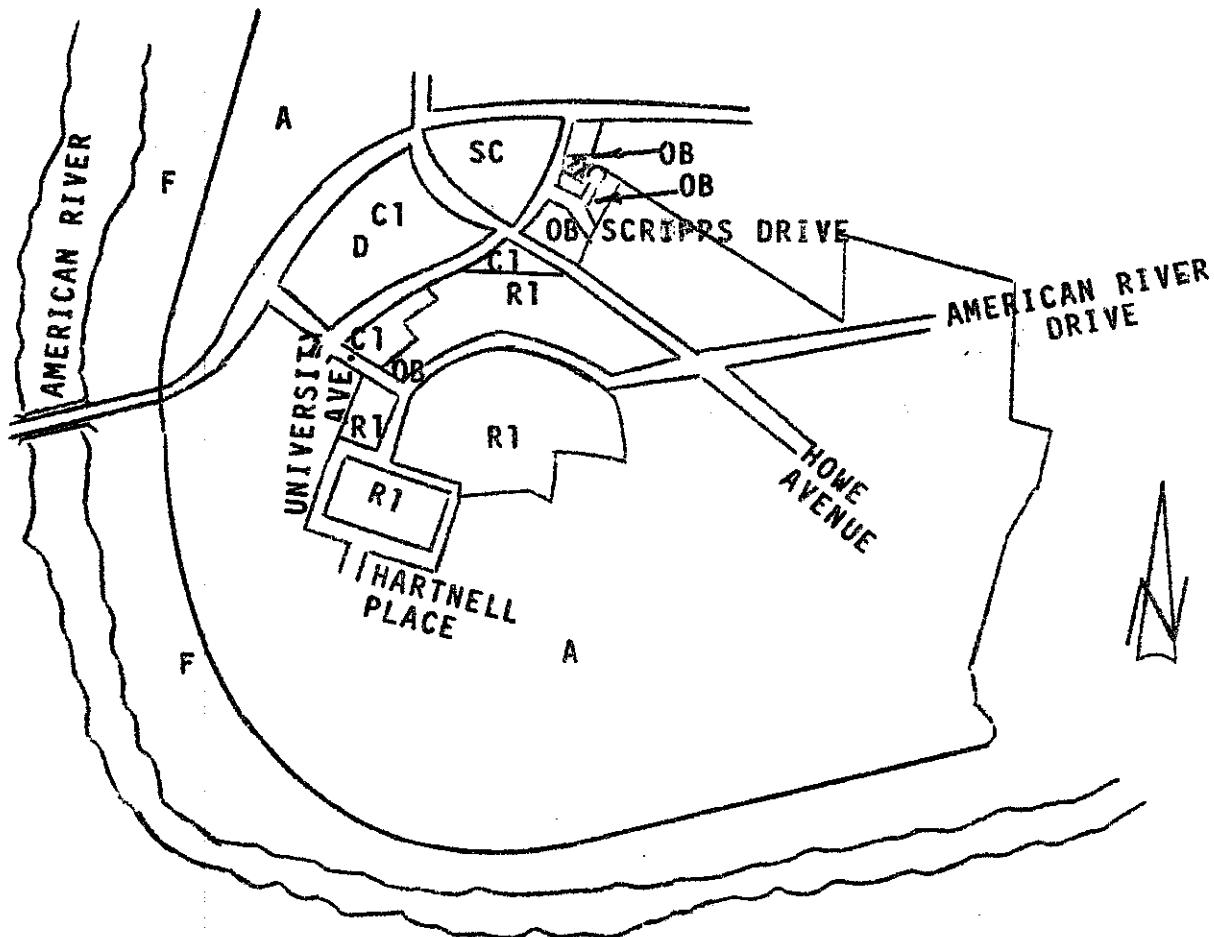 A
SC
OB
F
OB
AMERICAN RIVER
C1
D
OB
SCRIPPS DRIVE
C1
R1
AMERICAN RIVER
DRIVE
C1
OB
UNIVERSITY
AVE.
R1
R1
HOWE
AVENUE
R1
HARTNELL
PLACE
A
F
N